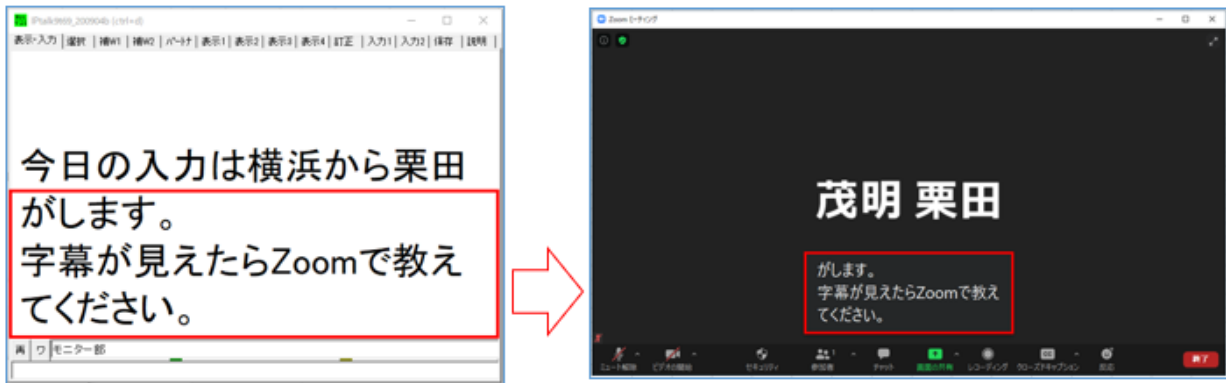 IPtalk9i69_200904b (ctrl+d)
表示・入力 | 選択 | 補W1 | 補W2 | パートナ | 表示1 | 表示2 | 表示3 | 表示4 | 訂正 | 入力1 | 入力2 | 保存 | 説明 |
今日の入力は横浜から栗田
がします。
字幕が見えたらZoomで教え
てください。
再 ワ モニター部
Zoom ミーティング
茂明 栗田
がします。
字幕が見えたらZoomで教え
てください。
ミュート解除 ビデオの開始 セキュリティ 参加者 1 チャット 画面の共有 レコーディング クローズドキャプション 反応 終了